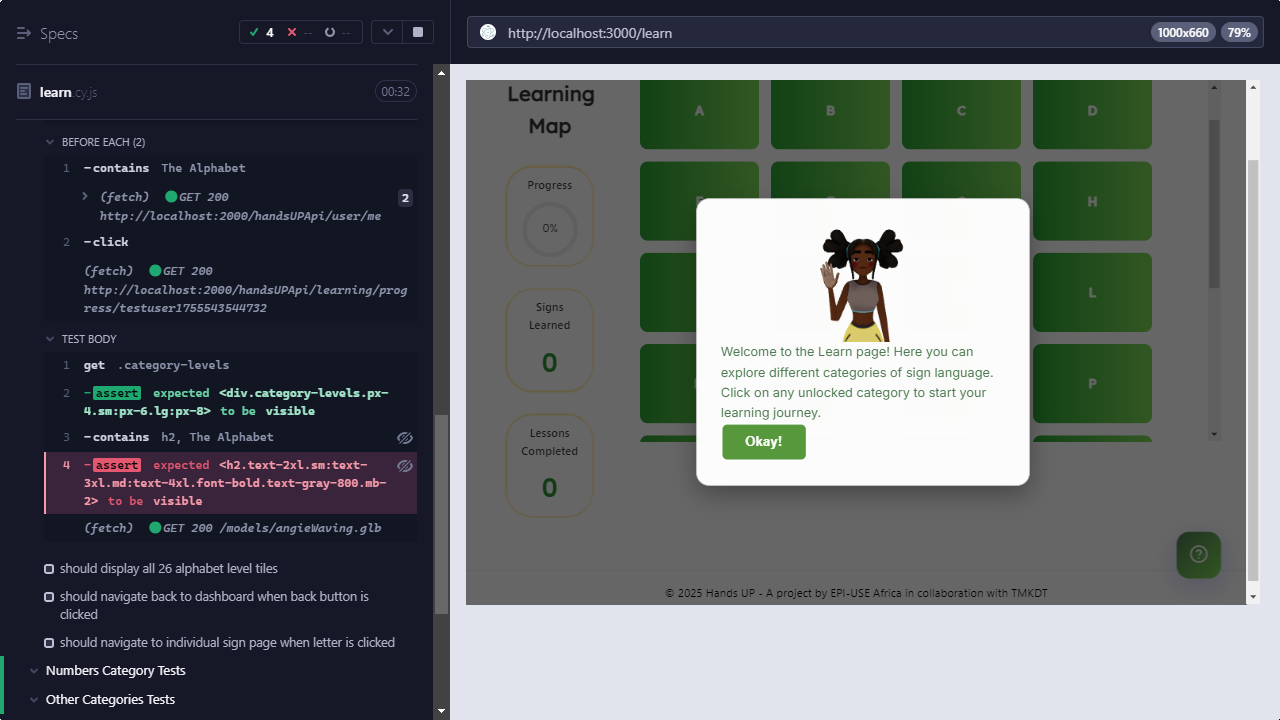 Specs
4 -- --
http://localhost:3000/learn
1000x660
79%
learn.cy.js
00:32
BEFORE EACH (2)
1 -contains The Alphabet
(fetch) GET 200
http://localhost:2000/handsUPApi/user/me
2
2 -click
(fetch) GET 200
http://localhost:2000/handsUPApi/learning/prog
ress/testuser1755543544732
TEST BODY
1 get .category-levels
2 -assert expected <div.category-levels.px-
4.sm:px-6.lg:px-8> to be visible
3 -contains h2, The Alphabet
4 -assert expected <h2.text-2xl.sm:text-
3xl.md:text-4xl.font-bold.text-gray-800.mb-
2> to be visible
(fetch) GET 200 /models/angieWaving.glb
should display all 26 alphabet level tiles
should navigate back to dashboard when back button is
clicked
should navigate to individual sign page when letter is clicked
Numbers Category Tests
Other Categories Tests
Learning
Map
Progress
0%
Signs
Learned
0
Lessons
Completed
0
A B C D
H
L
P
Welcome to the Learn page! Here you can
explore different categories of sign language.
Click on any unlocked category to start your
learning journey.
Okay!
© 2025 Hands UP - A project by EPI-USE Africa in collaboration with TMKDT